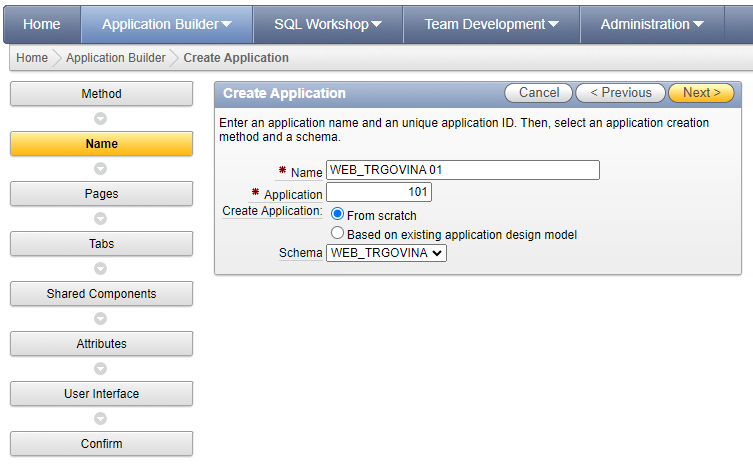 Home Application Builder SQL Workshop Team Development Administration
Home Application Builder Create Application
Method
Name
Pages
Tabs
Shared Components
Attributes
User Interface
Confirm
Create Application Cancel < Previous Next >
Enter an application name and an unique application ID. Then, select an application creation
method and a schema.
* Name WEB_TRGOVINA 01
* Application 101
Create Application: From scratch
Based on existing application design model
Schema WEB_TRGOVINA